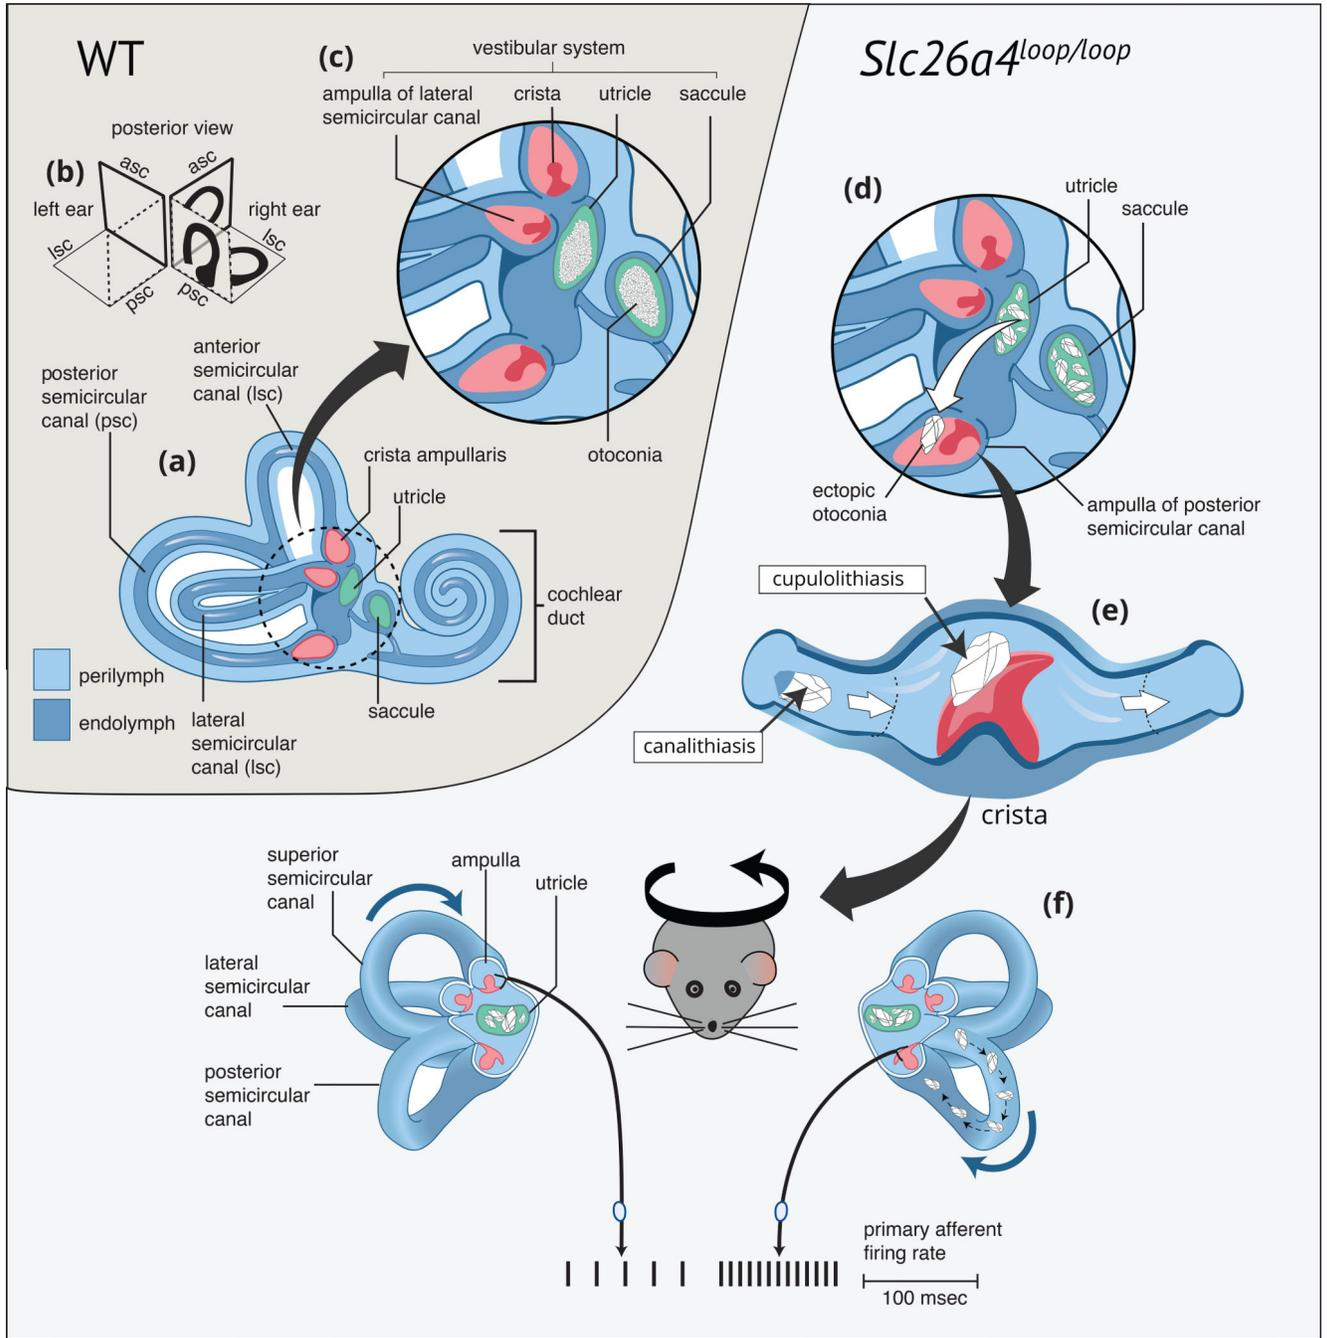 WT
Slc26a4loop/loop
(c)
vestibular system
ampulla of lateral
semicircular canal
crista
utricle
saccule
otoconia
posterior view
(b)
asc
asc
left ear
right ear
lsc
lsc
psc
psc
(a)
posterior
semicircular
canal (psc)
anterior
semicircular
canal (lsc)
crista ampullaris
utricle
cochlear
duct
saccule
lateral
semicircular
canal (lsc)
perilymph
endolymph
(d)
utricle
saccule
ectopic
otoconia
ampulla of posterior
semicircular canal
(e)
cupulolithiasis
canalithiasis
crista
(f)
superior
semicircular
canal
ampulla
utricle
lateral
semicircular
canal
posterior
semicircular
canal
primary afferent
firing rate
100 msec